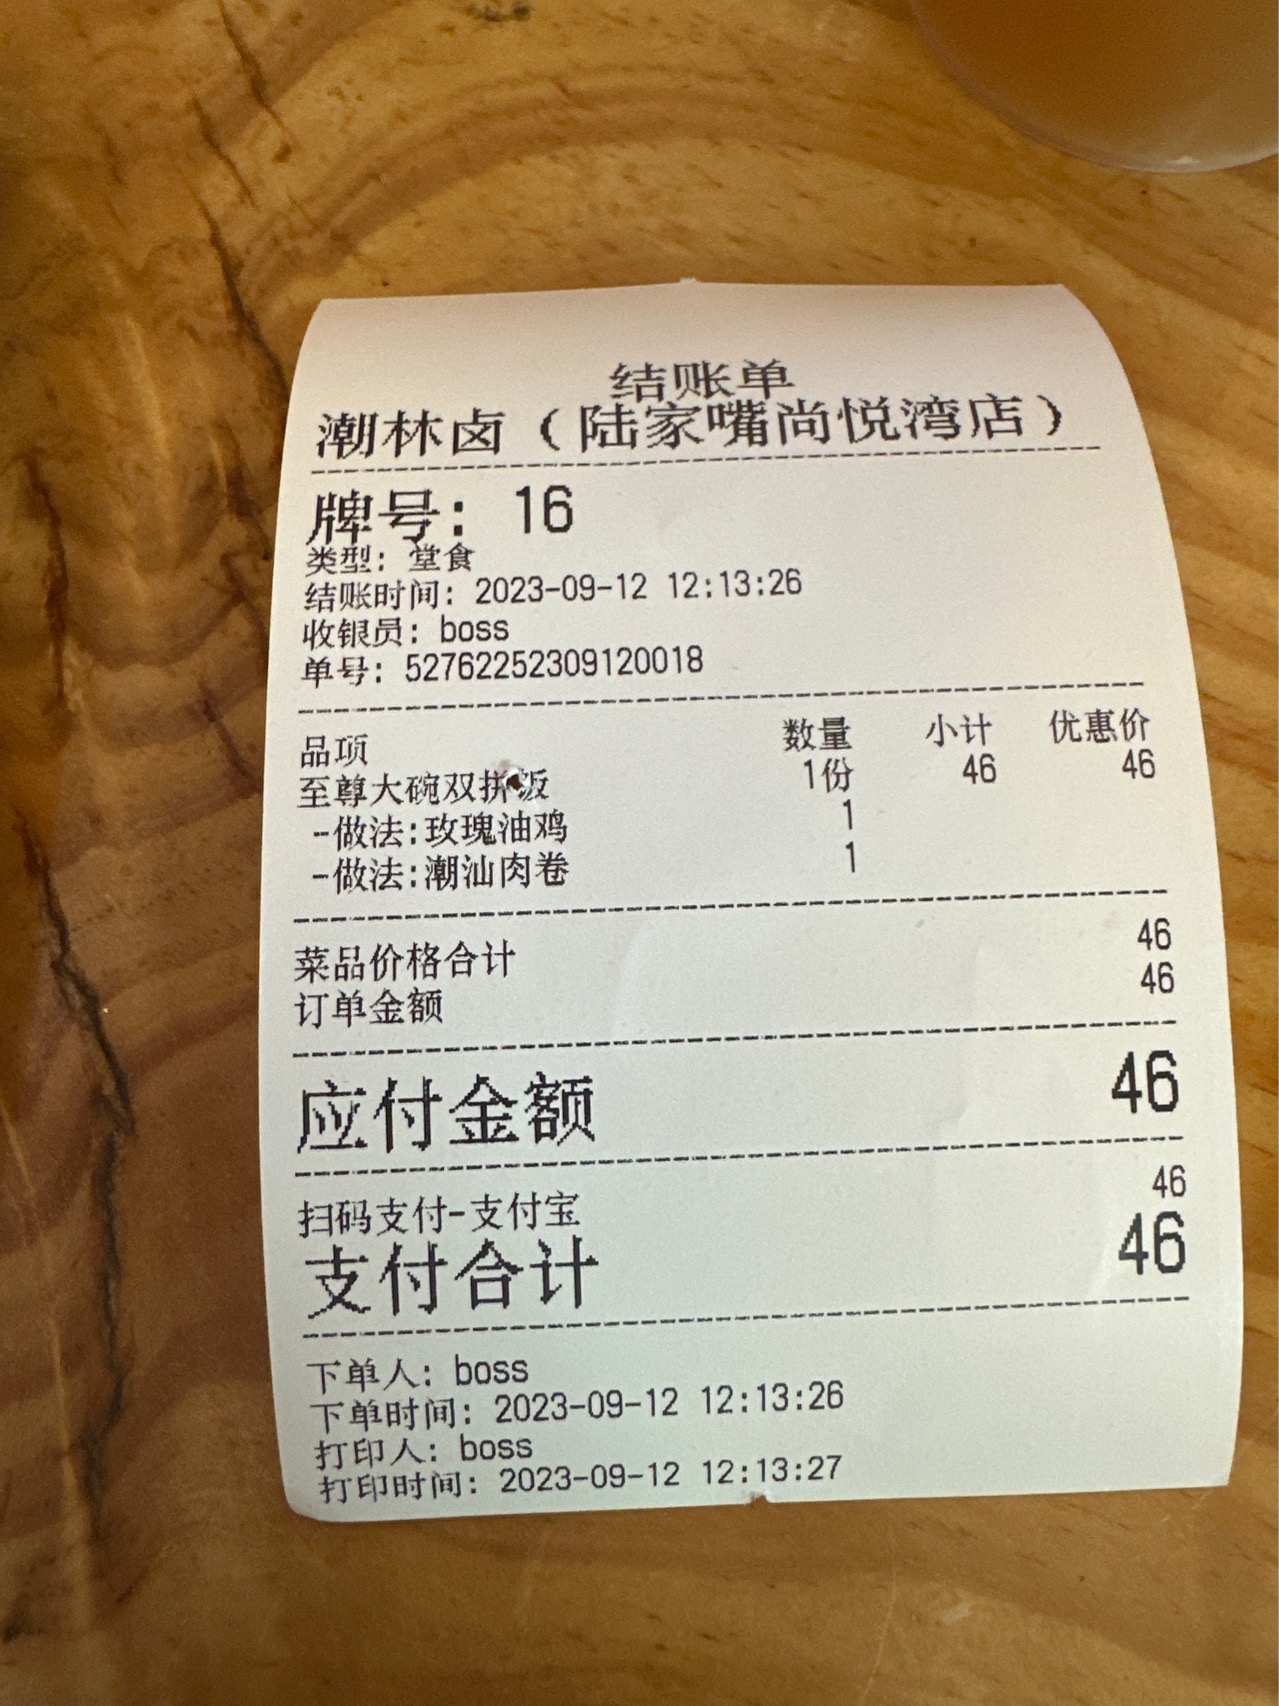 结账单
潮林卤（陆家嘴尚悦湾店）
牌号： 16
类型：堂食
结账时间：2023-09-12 12:13:26
收银员：boss
单号：52762252309120018
品项 数量 小计 优惠价
至尊大碗双拼饭 1份 46 46
-做法:玫瑰油鸡 1
-做法:潮汕肉卷 1
菜品价格合计 46
订单金额 46
应付金额 46
扫码支付-支付宝 46
支付合计 46
下单人：boss
下单时间：2023-09-12 12:13:26
打印人：boss
打印时间：2023-09-12 12:13:27